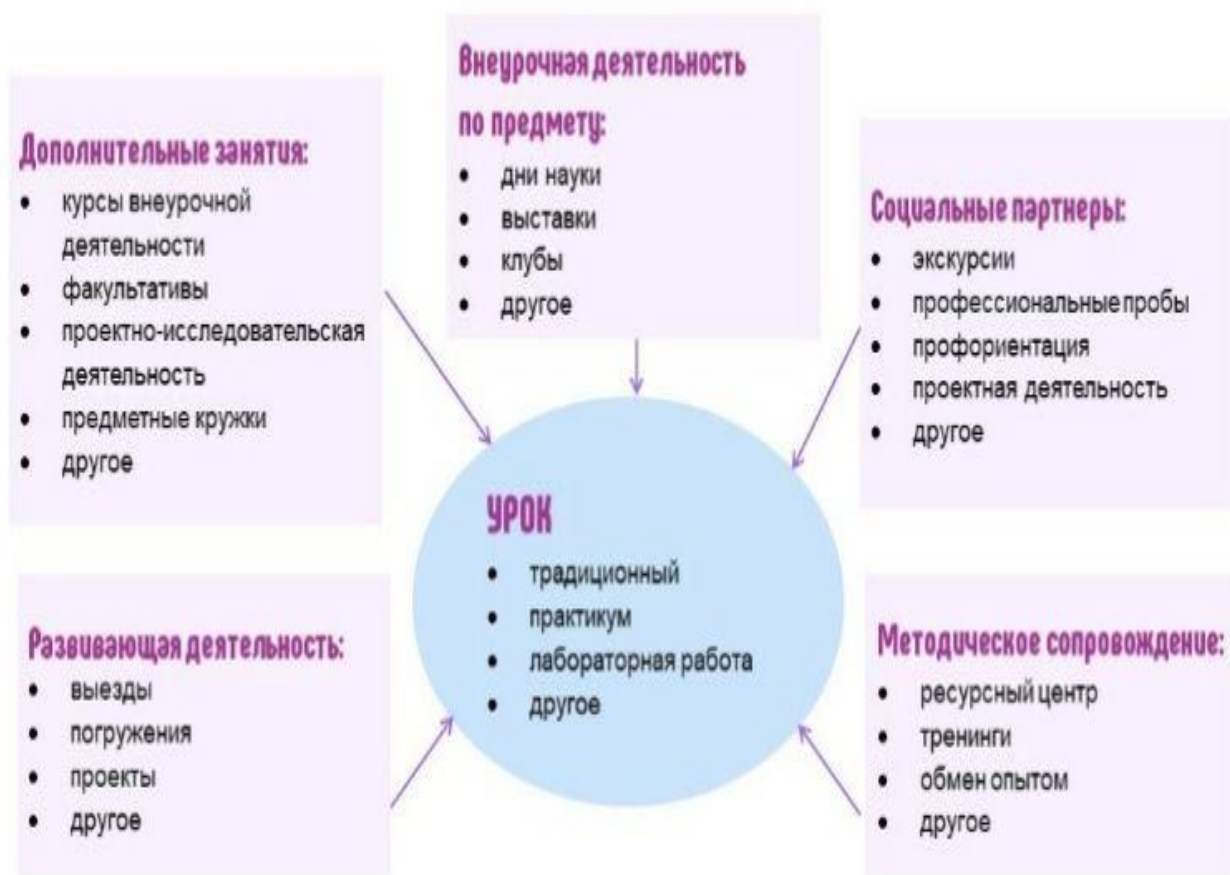 Внеурочная деятельность
по предмету:
• дни науки
• выставки
• клубы
• другое
Дополнительные занятия:
• курсы внеурочной
деятельности
• факультативы
• проектно-исследовательская
деятельность
• предметные кружки
• другое
Социальные партнеры:
• экскурсии
• профессиональные пробы
• профориентация
• проектная деятельность
• другое
УРОК
• традиционный
• практикум
• лабораторная работа
• другое
Развивающая деятельность:
• выезды
• погружения
• проекты
• другое
Методическое сопровождение:
• ресурсный центр
• тренинги
• обмен опытом
• другое